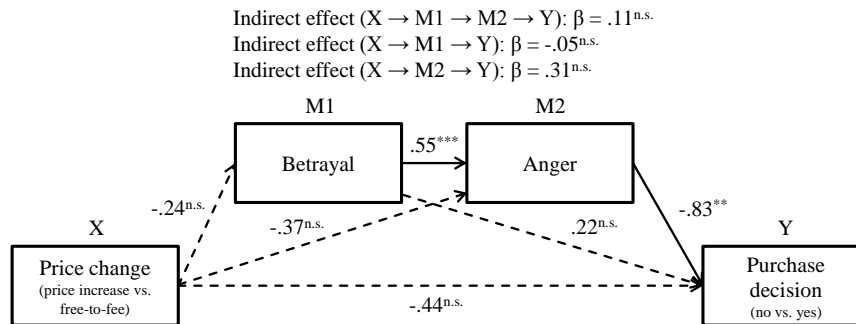 Indirect effect (X → M1 → M2 → Y): β = .11n.s.
Indirect effect (X → M1 → Y): β = -.05n.s.
Indirect effect (X → M2 → Y): β = .31n.s.
M1
M2
Betrayal
.55***
Anger
-.24n.s.
-.37n.s.
.22n.s.
-.83**
X
Y
Price change
(price increase vs.
free-to-fee)
-.44n.s.
Purchase
decision
(no vs. yes)